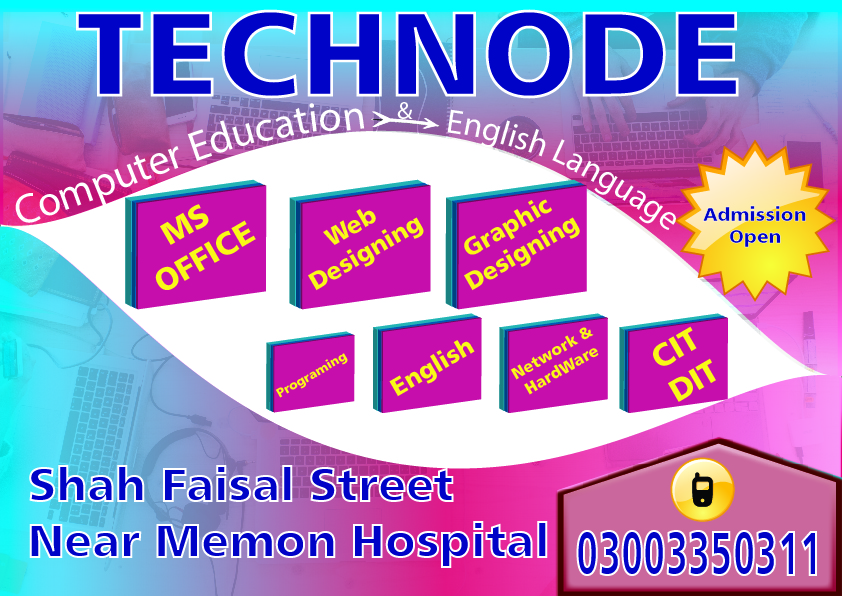 TECHNODE
Computer Education & English Language
MS
OFFICE
Web
Designing
Graphic
Designing
Admission
Open
Programing
English
Network &
HardWare
CIT
DIT
Shah Faisal Street
Near Memon Hospital
03003350311